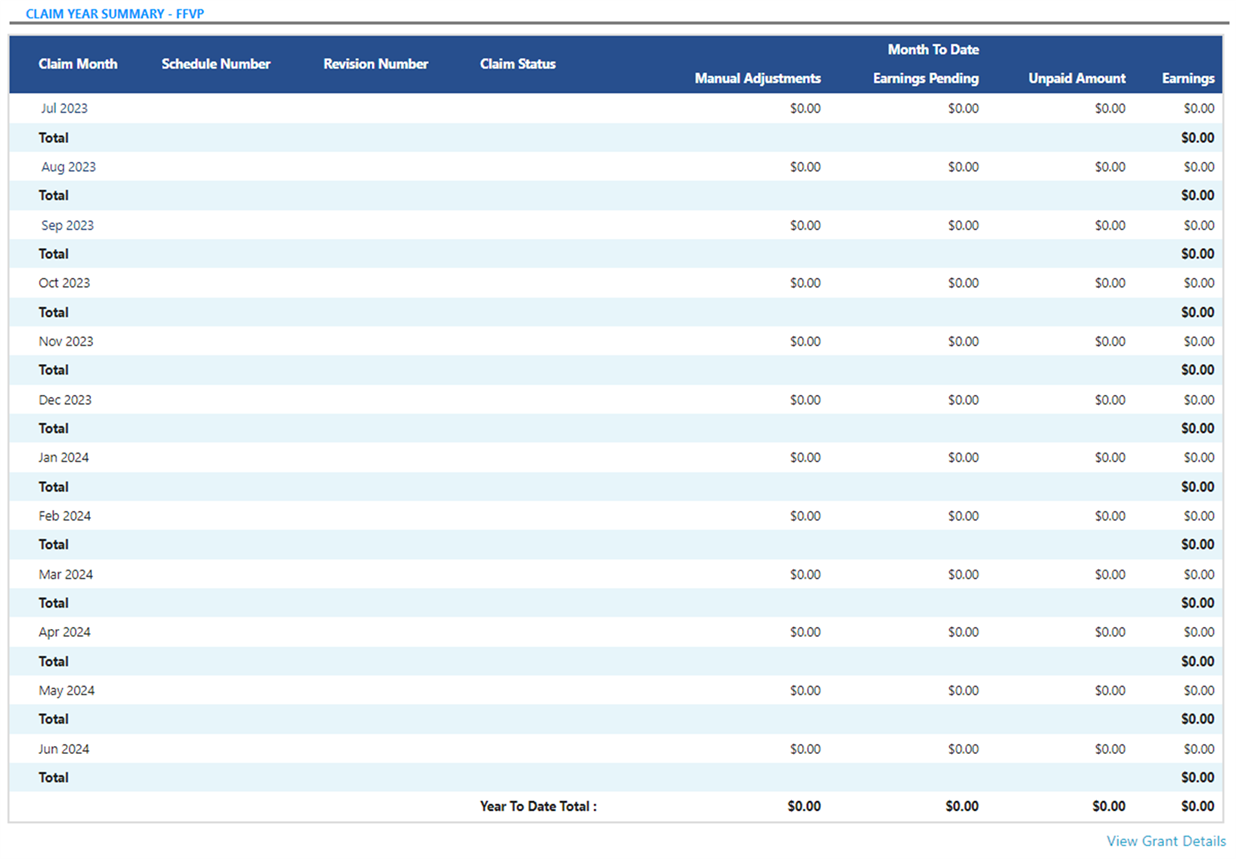 CLAIM YEAR SUMMARY - FFVP
Month To Date
Claim Month Schedule Number Revision Number Claim Status
Manual Adjustments Earnings Pending Unpaid Amount Earnings
Jul 2023 $0.00 $0.00 $0.00 $0.00
Total $0.00
Aug 2023 $0.00 $0.00 $0.00 $0.00
Total $0.00
Sep 2023 $0.00 $0.00 $0.00 $0.00
Total $0.00
Oct 2023 $0.00 $0.00 $0.00 $0.00
Total $0.00
Nov 2023 $0.00 $0.00 $0.00 $0.00
Total $0.00
Dec 2023 $0.00 $0.00 $0.00 $0.00
Total $0.00
Jan 2024 $0.00 $0.00 $0.00 $0.00
Total $0.00
Feb 2024 $0.00 $0.00 $0.00 $0.00
Total $0.00
Mar 2024 $0.00 $0.00 $0.00 $0.00
Total $0.00
Apr 2024 $0.00 $0.00 $0.00 $0.00
Total $0.00
May 2024 $0.00 $0.00 $0.00 $0.00
Total $0.00
Jun 2024 $0.00 $0.00 $0.00 $0.00
Total $0.00
Year To Date Total : $0.00 $0.00 $0.00 $0.00
View Grant Details